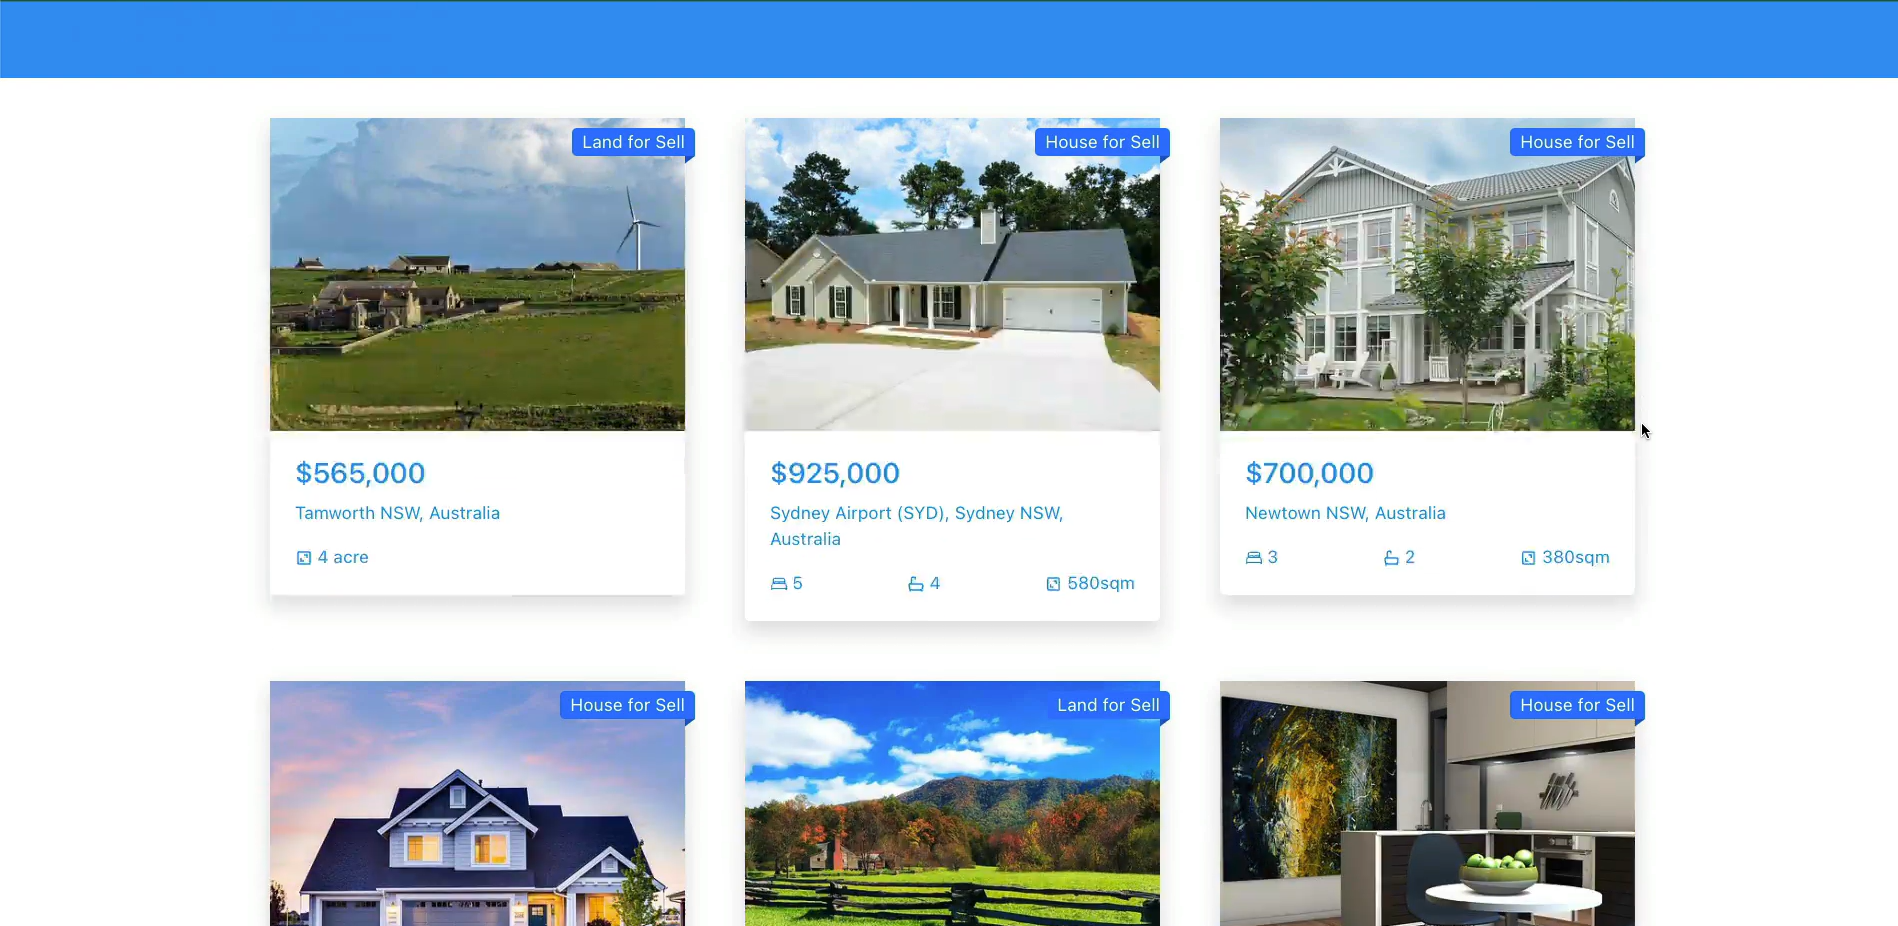 Land for Sell
House for Sell
House for Sell
$565,000
Tamworth NSW, Australia
4 acre
$925,000
Sydney Airport (SYD), Sydney NSW,
Australia
5 4 580sqm
$700,000
Newtown NSW, Australia
3 2 380sqm
House for Sell
Land for Sell
House for Sell